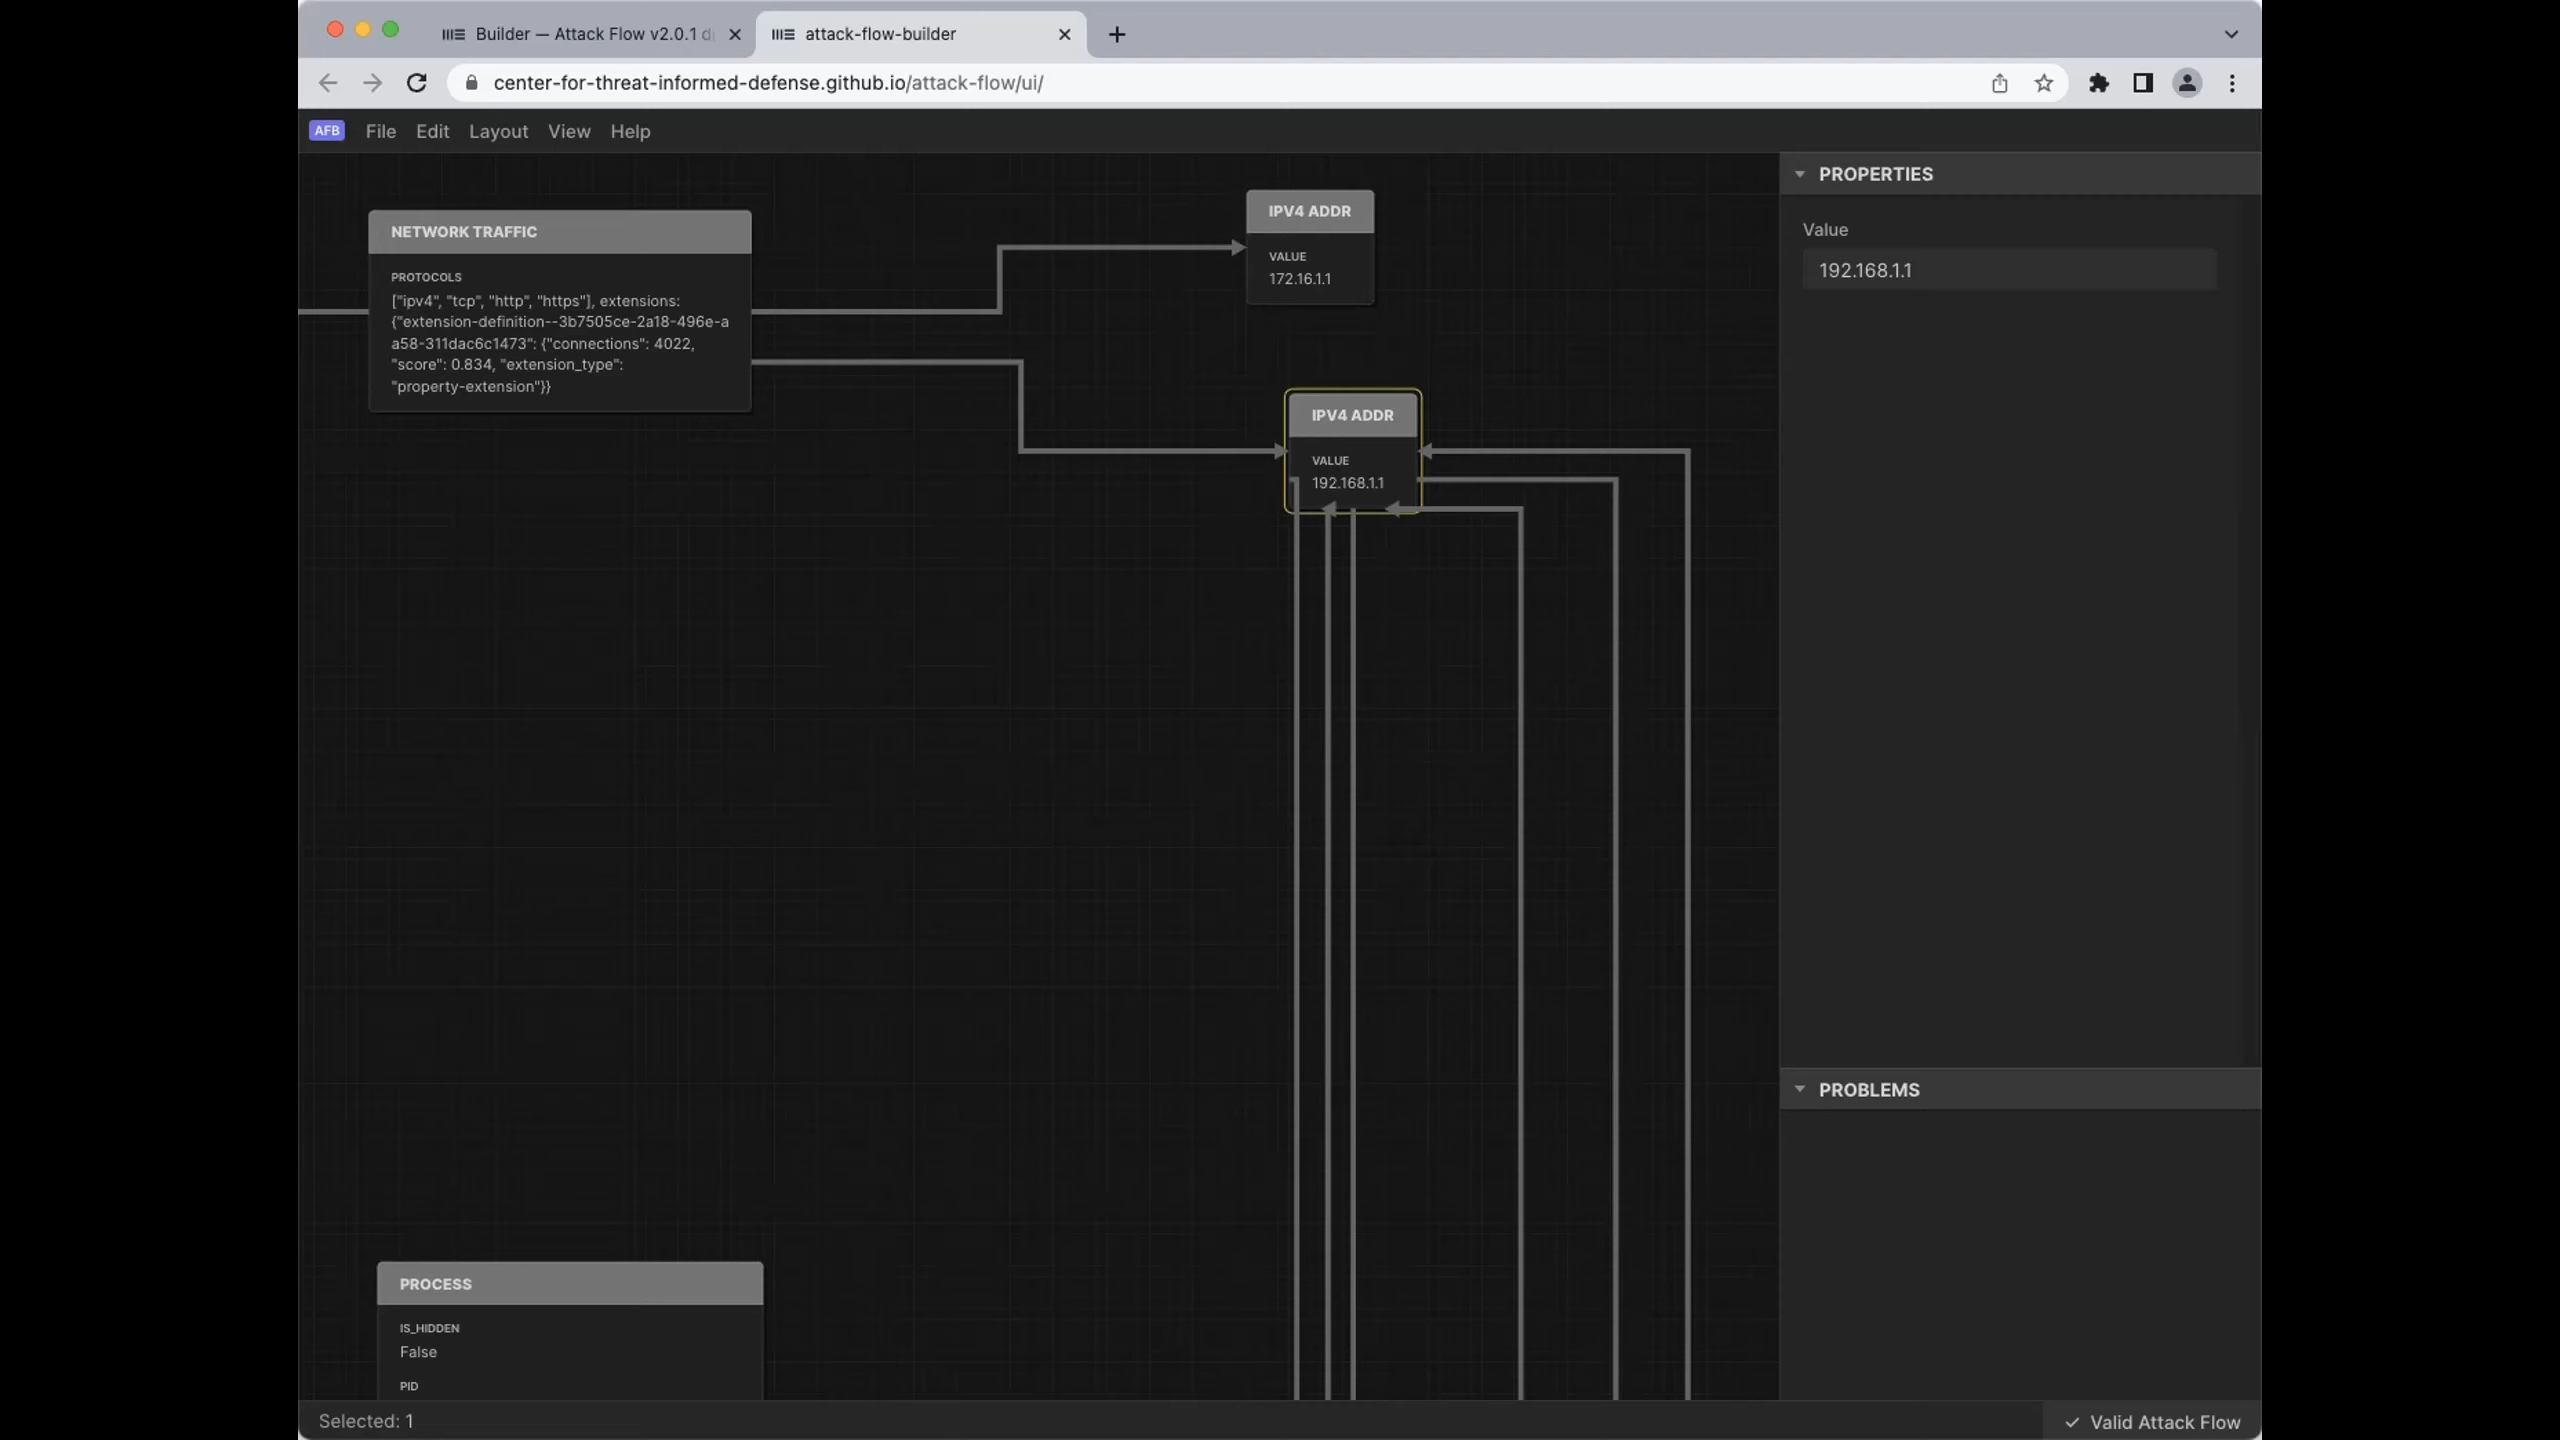 Builder — Attack Flow v2.0.1 d
attack-flow-builder
center-for-threat-informed-defense.github.io/attack-flow/ui/
AFB File Edit Layout View Help
PROPERTIES
Value
192.168.1.1
NETWORK TRAFFIC
PROTOCOLS
["ipv4", "tcp", "http", "https"], extensions:
{"extension-definition--3b7505ce-2a18-496e-a
a58-311dac6c1473": {"connections": 4022,
"score": 0.834, "extension_type":
"property-extension"}}
IPV4 ADDR
VALUE
172.16.1.1
IPV4 ADDR
VALUE
192.168.1.1
PROCESS
IS_HIDDEN
False
PID
PROBLEMS
Selected: 1
Valid Attack Flow